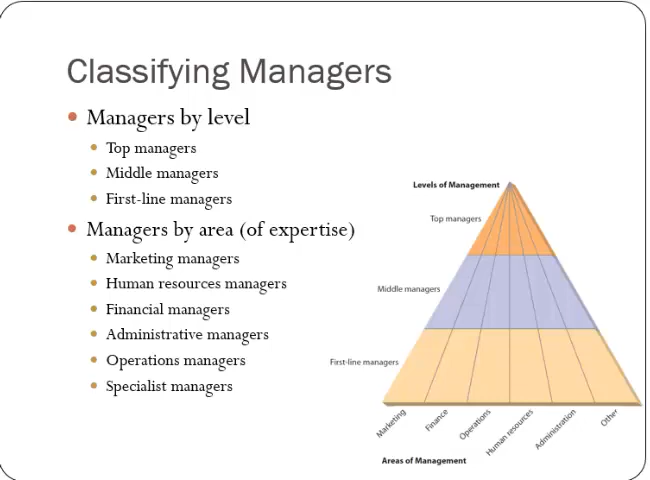 Classifying Managers
Managers by level
Top managers
Middle managers
First-line managers
Managers by area (of expertise)
Marketing managers
Human resources managers
Financial managers
Administrative managers
Operations managers
Specialist managers
Levels of Management
Top managers
Middle managers
First-line managers
Marketing
Finance
Operations
Human resources
Administration
Other
Areas of Management